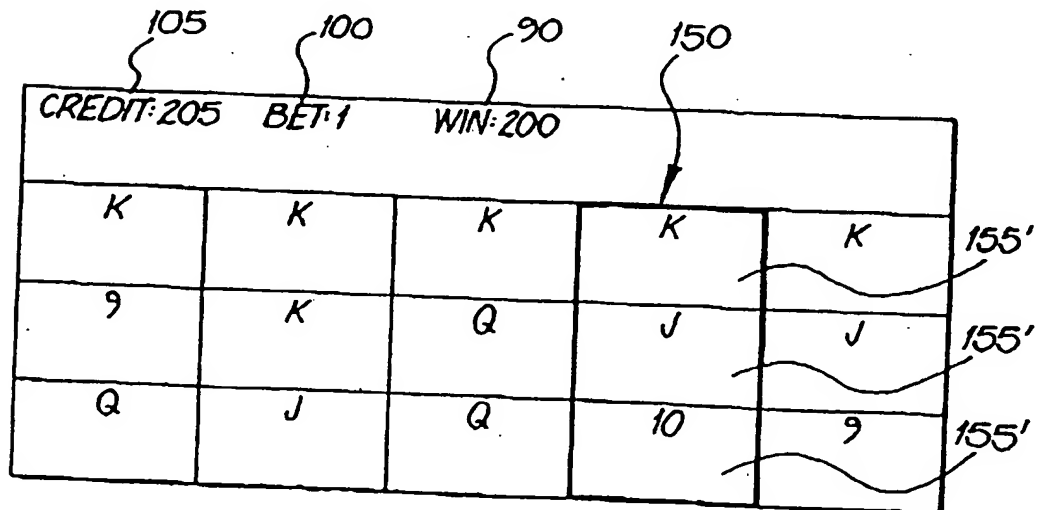 105 100 90 150
CREDIT:205 BET:1 WIN:200
K K K K K 155'
9 K Q J J 155'
Q J Q 10 9 155'